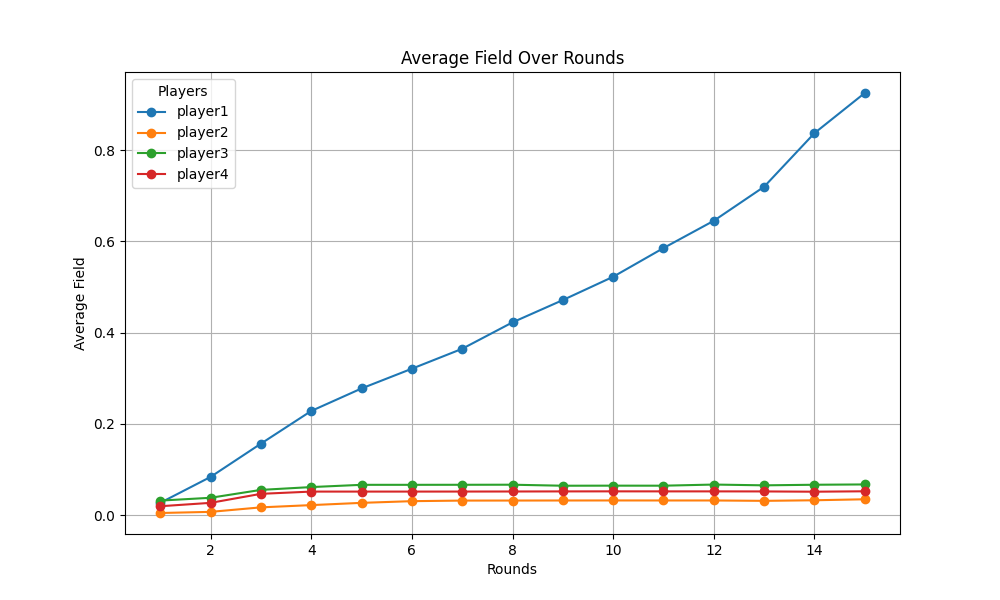 Average Field Over Rounds
Players
player1
player2
player3
player4
Average Field
0.8
0.6
0.4
0.2
0.0
2 4 6 8 10 12 14
Rounds